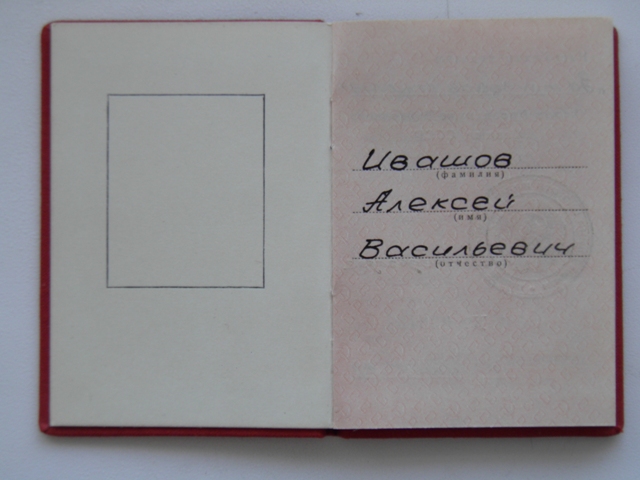 Ивашов
(фамилия)
Алексей
(имя)
Васильевич
(отчество)